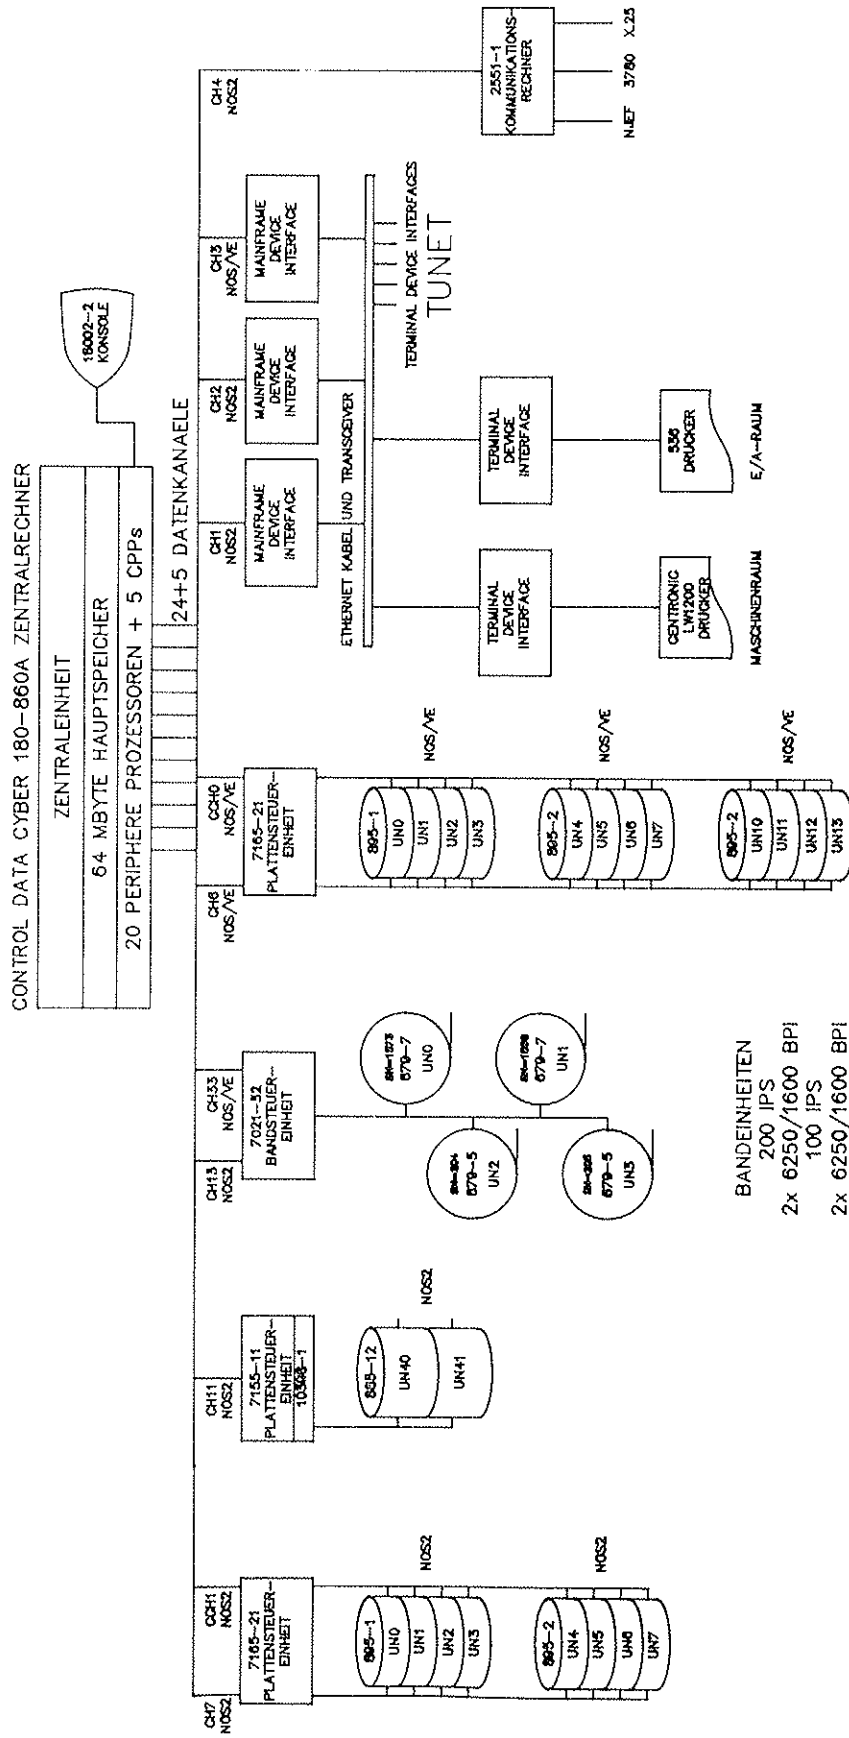 CONTROL DATA CYBER 180-860A ZENTRALRECHNER
ZENTRALEINHEIT
64 MBYTE HAUPTSPEICHER
20 PERIPHERE PROZESSOREN + 5 CPPs
18002-2
KONSOLE
24+5 DATENKANAELE
CH7
NOS2
CCH1
NOS2
7165-21
PLATTENSTEUER-
EINHEIT
895-1
UN0
UN1
UN2
UN3
NOS2
895-2
UN4
UN5
UN6
UN7
NOS2
CH11
NOS2
7155-11
PLATTENSTEUER-
EINHEIT
885-12
UN40
UN41
NOS2
CH13
NOS2
CH33
NOS/VE
7021-32
BANDSTEUER-
EINHEIT
679-7
UN0
679-5
UN2
679-7
UN1
679-5
UN3
BANDEINHEITEN
200 IPS
2x 6250/1600 BPI
100 IPS
2x 6250/1600 BPI
CH6
NOS/VE
CCH0
NOS/VE
7165-21
PLATTENSTEUER-
EINHEIT
895-1
UN0
UN1
UN2
UN3
NOS/VE
895-2
UN4
UN5
UN6
UN7
NOS/VE
895-2
UN10
UN11
UN12
UN13
NOS/VE
CH1
NOS2
MAINFRAME
DEVICE
INTERFACE
CH2
NOS2
MAINFRAME
DEVICE
INTERFACE
CH3
NOS/VE
MAINFRAME
DEVICE
INTERFACE
ETHERNET KABEL UND TRANSCEIVER
TERMINAL DEVICE INTERFACES
TUNET
TERMINAL
DEVICE
INTERFACE
CENTRONIC
LW1200
DRUCKER
MASCHINENRAUM
TERMINAL
DEVICE
INTERFACE
DRUCKER
E/A-RAUM
CH4
NOS2
2551-1
KOMMUNIKATIONS-
RECHNER
NJEF
3780
X.25